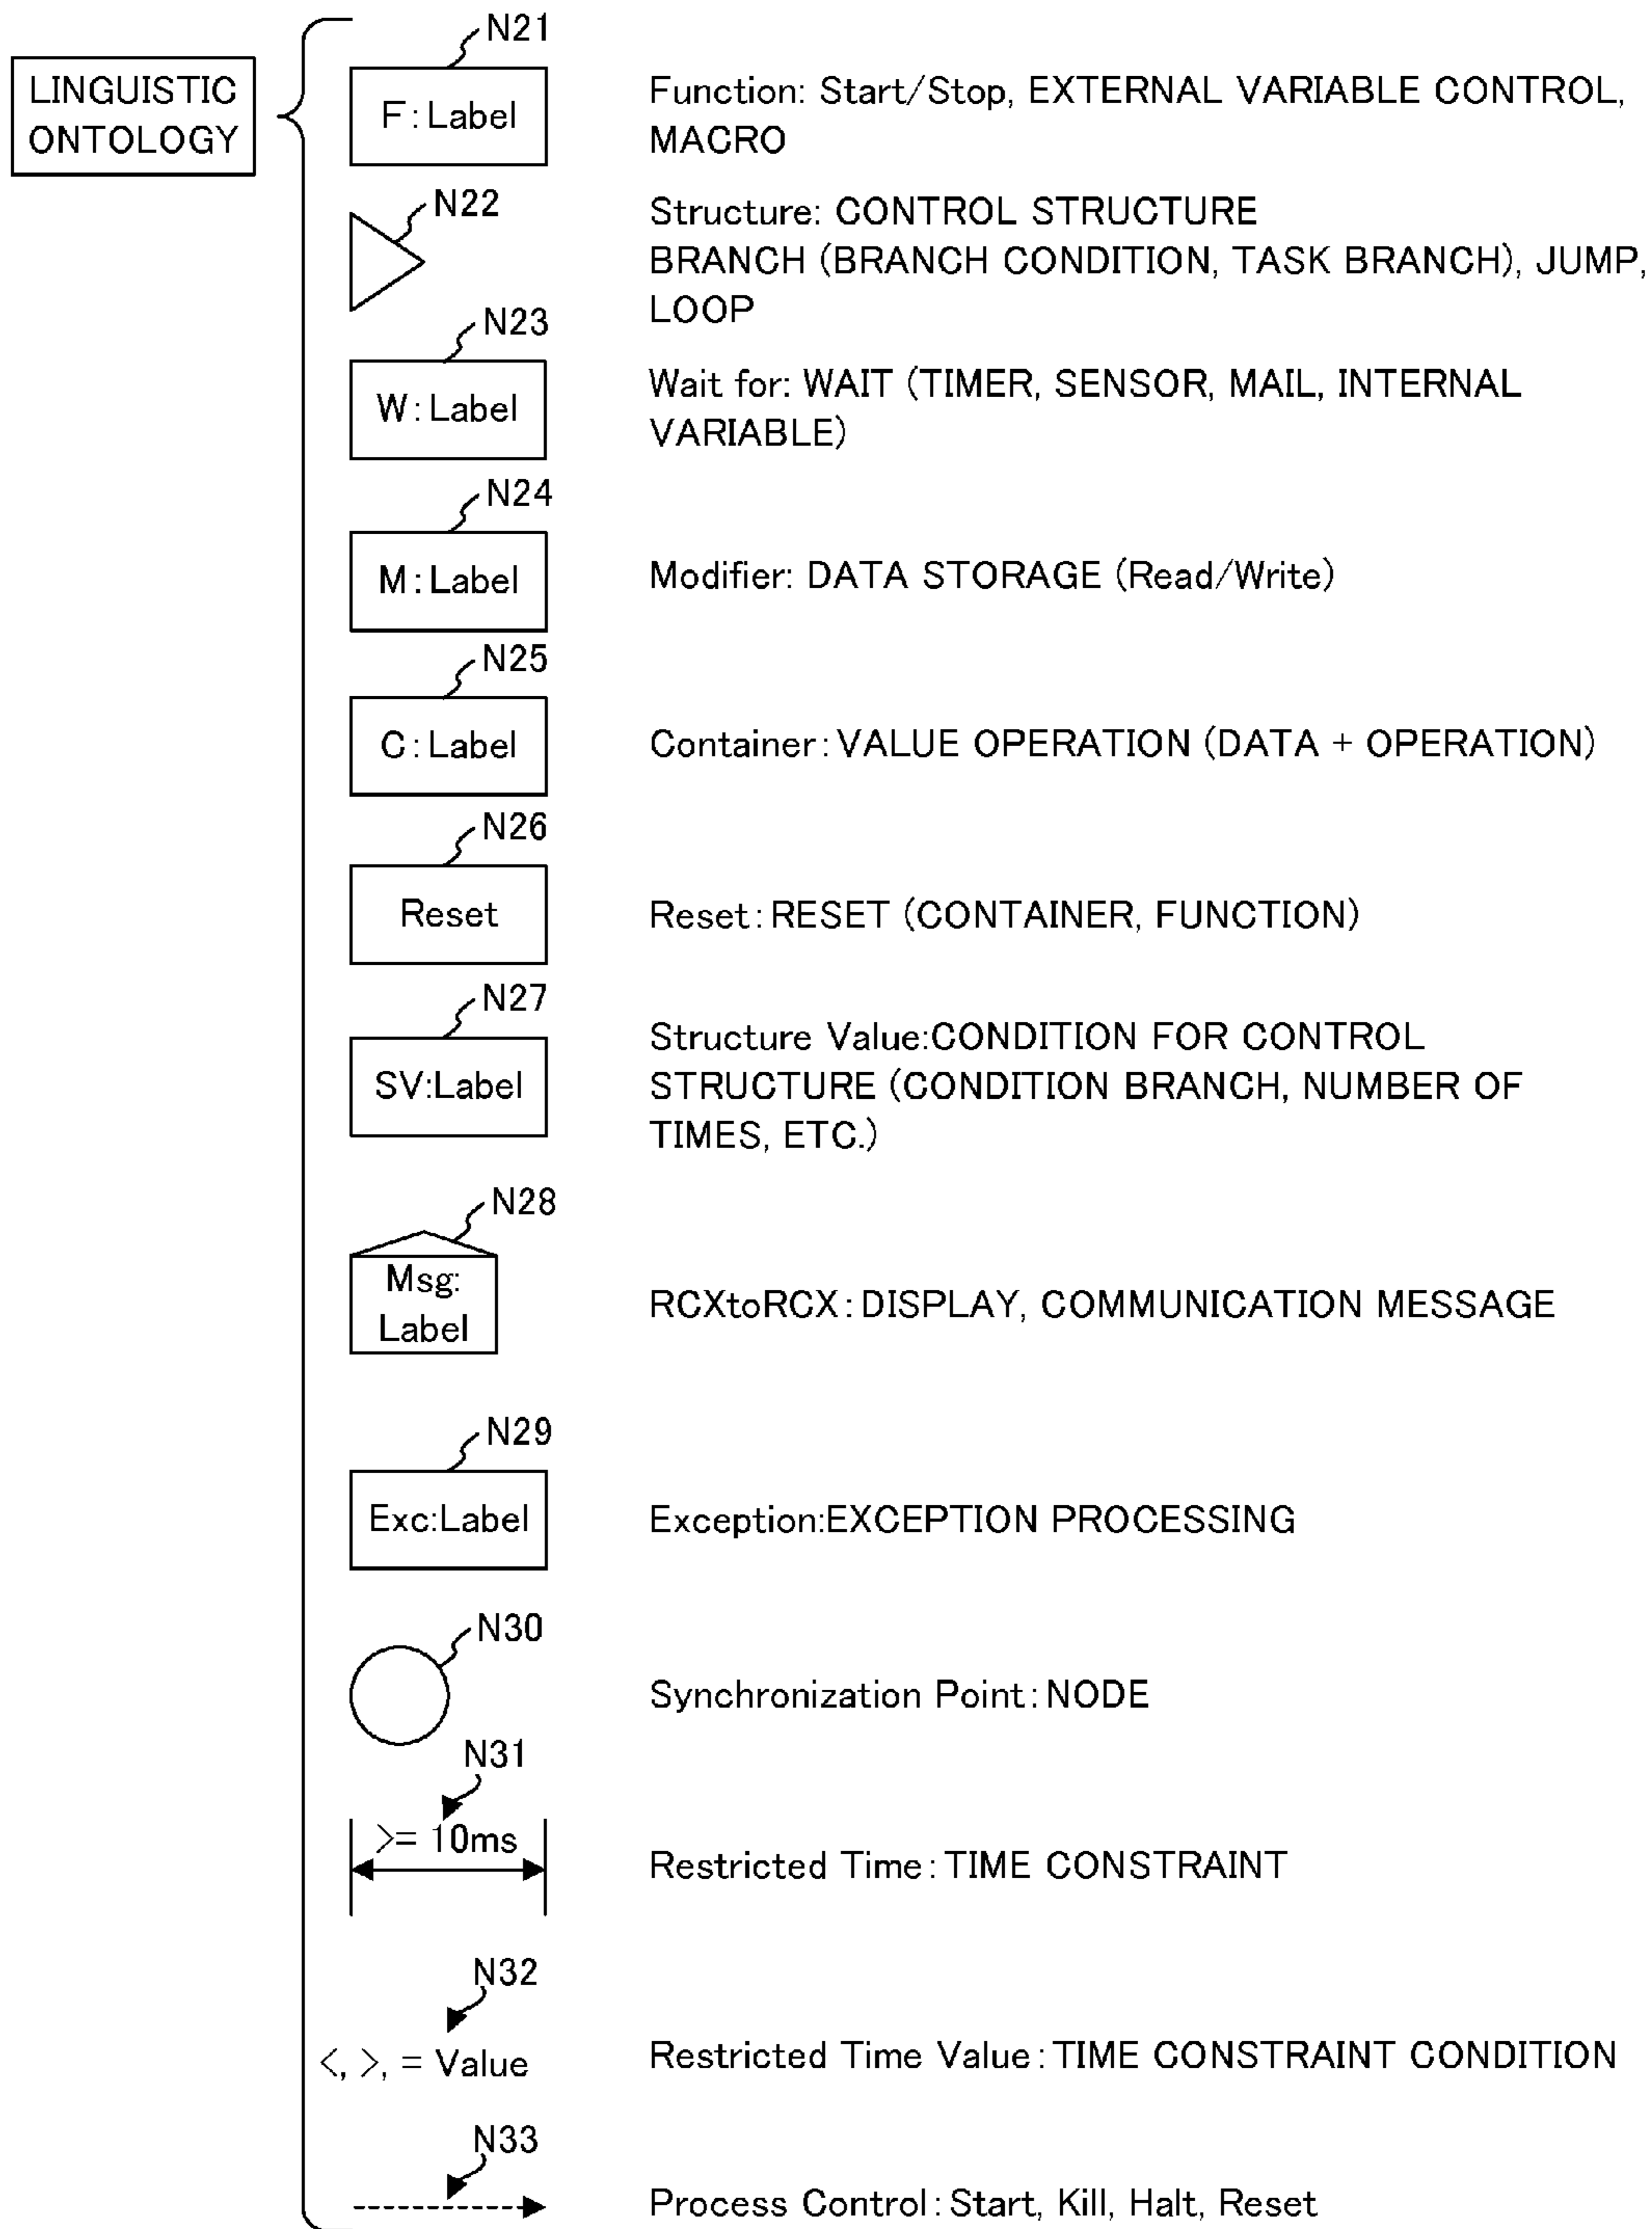 LINGUISTIC
ONTOLOGY
N21
F:Label
Function: Start/Stop, EXTERNAL VARIABLE CONTROL,
MACRO
N22
Structure: CONTROL STRUCTURE
BRANCH (BRANCH CONDITION, TASK BRANCH), JUMP,
LOOP
N23
W:Label
Wait for: WAIT (TIMER, SENSOR, MAIL, INTERNAL
VARIABLE)
N24
M:Label
Modifier: DATA STORAGE (Read/Write)
N25
C:Label
Container: VALUE OPERATION (DATA + OPERATION)
N26
Reset
Reset: RESET (CONTAINER, FUNCTION)
N27
SV:Label
Structure Value:CONDITION FOR CONTROL
STRUCTURE (CONDITION BRANCH, NUMBER OF
TIMES, ETC.)
N28
Msg:
Label
RCXtoRCX: DISPLAY, COMMUNICATION MESSAGE
N29
Exc:Label
Exception:EXCEPTION PROCESSING
N30
Synchronization Point: NODE
N31
>= 10ms
Restricted Time: TIME CONSTRAINT
N32
<, >, = Value
Restricted Time Value: TIME CONSTRAINT CONDITION
N33
Process Control: Start, Kill, Halt, Reset